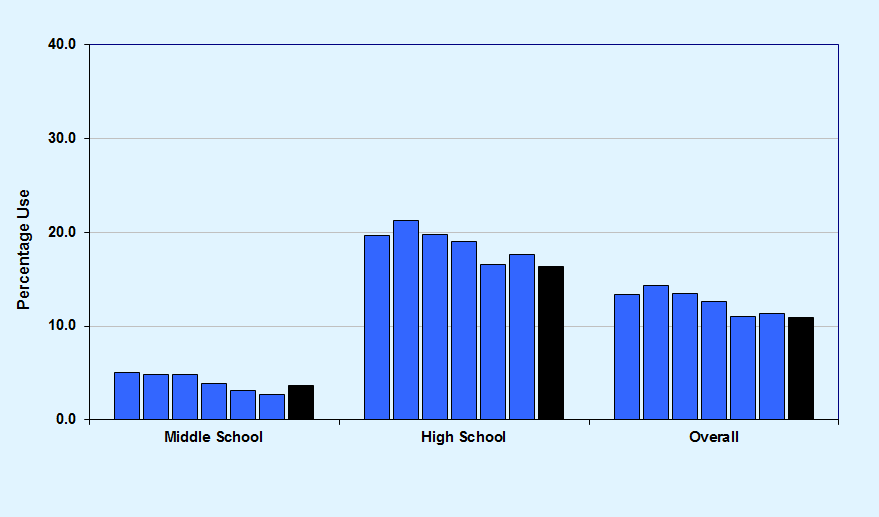 40.0
30.0
20.0
10.0
0.0
Percentage Use
Middle School
High School
Overall